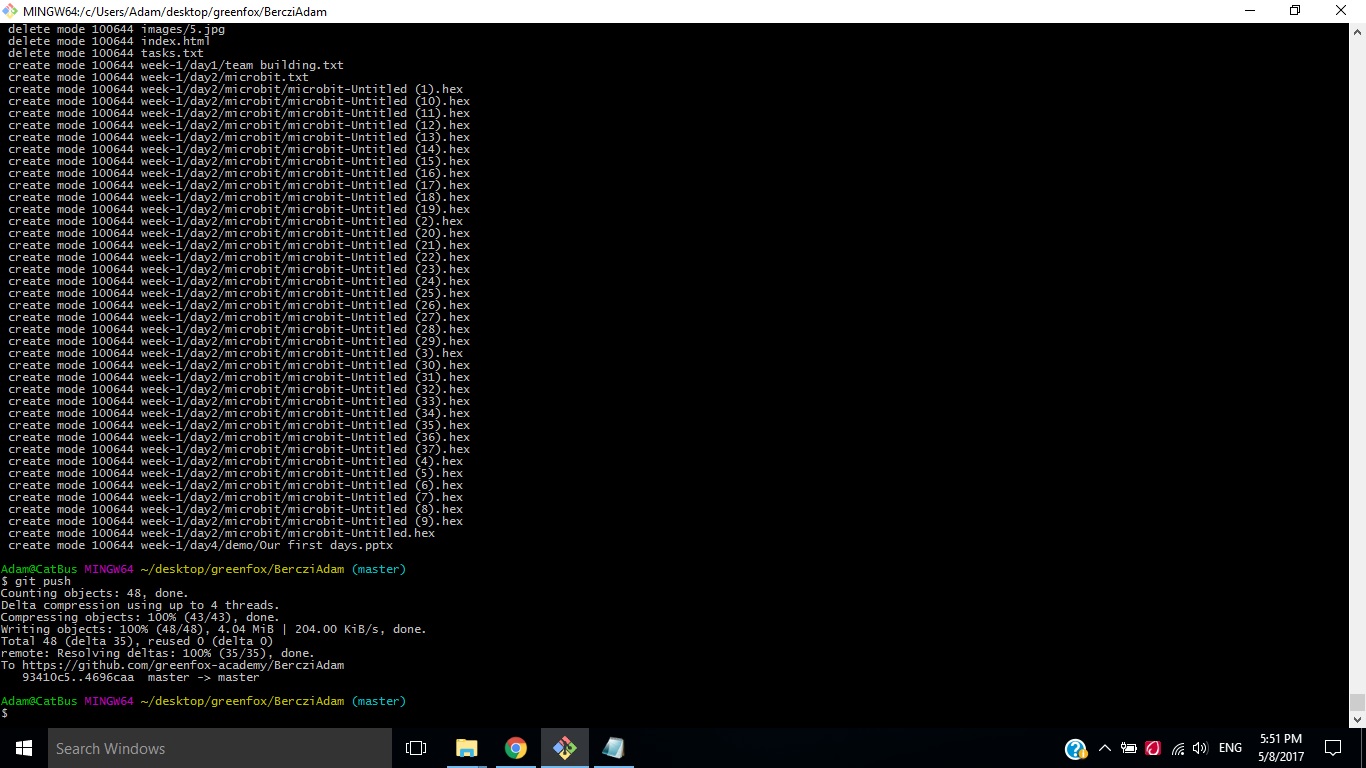 MINGW64:/c/Users/Adam/desktop/greenfox/BercziAdam
delete mode 100644 images/5.jpg
delete mode 100644 index.html
delete mode 100644 tasks.txt
create mode 100644 week-1/day1/team building.txt
create mode 100644 week-1/day2/microbit.txt
create mode 100644 week-1/day2/microbit/microbit-Untitled (1).hex
create mode 100644 week-1/day2/microbit/microbit-Untitled (10).hex
create mode 100644 week-1/day2/microbit/microbit-Untitled (11).hex
create mode 100644 week-1/day2/microbit/microbit-Untitled (12).hex
create mode 100644 week-1/day2/microbit/microbit-Untitled (13).hex
create mode 100644 week-1/day2/microbit/microbit-Untitled (14).hex
create mode 100644 week-1/day2/microbit/microbit-Untitled (15).hex
create mode 100644 week-1/day2/microbit/microbit-Untitled (16).hex
create mode 100644 week-1/day2/microbit/microbit-Untitled (17).hex
create mode 100644 week-1/day2/microbit/microbit-Untitled (18).hex
create mode 100644 week-1/day2/microbit/microbit-Untitled (19).hex
create mode 100644 week-1/day2/microbit/microbit-Untitled (2).hex
create mode 100644 week-1/day2/microbit/microbit-Untitled (20).hex
create mode 100644 week-1/day2/microbit/microbit-Untitled (21).hex
create mode 100644 week-1/day2/microbit/microbit-Untitled (22).hex
create mode 100644 week-1/day2/microbit/microbit-Untitled (23).hex
create mode 100644 week-1/day2/microbit/microbit-Untitled (24).hex
create mode 100644 week-1/day2/microbit/microbit-Untitled (25).hex
create mode 100644 week-1/day2/microbit/microbit-Untitled (26).hex
create mode 100644 week-1/day2/microbit/microbit-Untitled (27).hex
create mode 100644 week-1/day2/microbit/microbit-Untitled (28).hex
create mode 100644 week-1/day2/microbit/microbit-Untitled (29).hex
create mode 100644 week-1/day2/microbit/microbit-Untitled (3).hex
create mode 100644 week-1/day2/microbit/microbit-Untitled (30).hex
create mode 100644 week-1/day2/microbit/microbit-Untitled (31).hex
create mode 100644 week-1/day2/microbit/microbit-Untitled (32).hex
create mode 100644 week-1/day2/microbit/microbit-Untitled (33).hex
create mode 100644 week-1/day2/microbit/microbit-Untitled (34).hex
create mode 100644 week-1/day2/microbit/microbit-Untitled (35).hex
create mode 100644 week-1/day2/microbit/microbit-Untitled (36).hex
create mode 100644 week-1/day2/microbit/microbit-Untitled (37).hex
create mode 100644 week-1/day2/microbit/microbit-Untitled (4).hex
create mode 100644 week-1/day2/microbit/microbit-Untitled (5).hex
create mode 100644 week-1/day2/microbit/microbit-Untitled (6).hex
create mode 100644 week-1/day2/microbit/microbit-Untitled (7).hex
create mode 100644 week-1/day2/microbit/microbit-Untitled (8).hex
create mode 100644 week-1/day2/microbit/microbit-Untitled (9).hex
create mode 100644 week-1/day2/microbit/microbit-Untitled.hex
create mode 100644 week-1/day4/demo/Our first days.pptx
Adam@CatBus MINGW64 ~/desktop/greenfox/BercziAdam (master)
$ git push
Counting objects: 48, done.
Delta compression using up to 4 threads.
Compressing objects: 100% (43/43), done.
Writing objects: 100% (48/48), 4.04 MiB | 204.00 KiB/s, done.
Total 48 (delta 35), reused 0 (delta 0)
remote: Resolving deltas: 100% (35/35), done.
To https://github.com/greenfox-academy/BercziAdam
93410c5..4696caa  master -> master
Adam@CatBus MINGW64 ~/desktop/greenfox/BercziAdam (master)
$
Search Windows
ENG
5:51 PM
5/8/2017